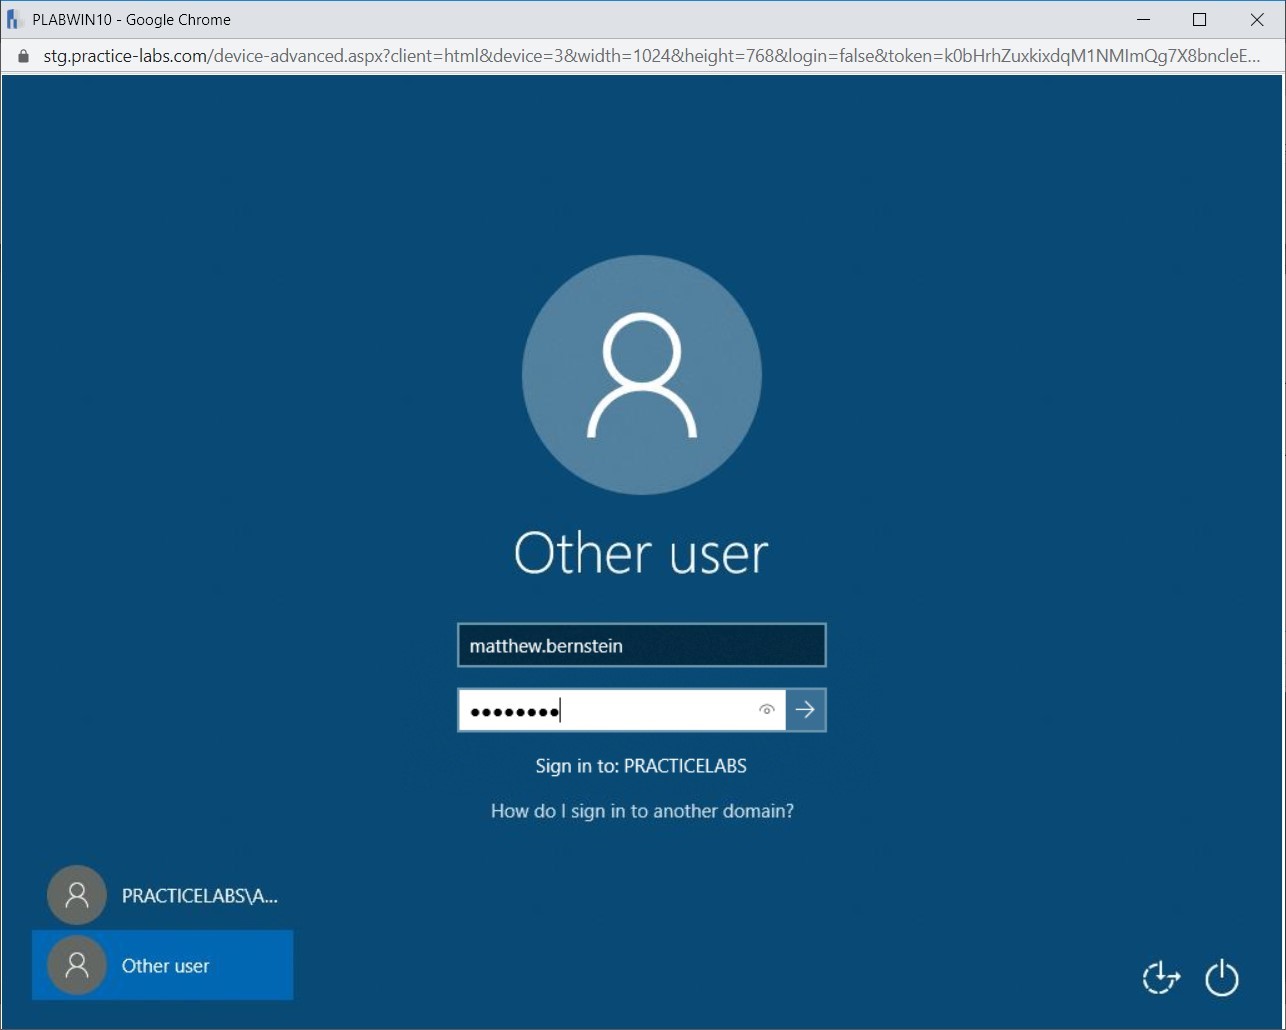 PLABWIN10 - Google Chrome
stg.practice-labs.com/device-advanced.aspx?client=html&device=3&width=1024&height=768&login=false&token=k0bHrhZuxkixdqM1NMImQg7X8bncleE...
Other user
matthew.bernstein
●●●●●●●●
Sign in to: PRACTICELABS
How do I sign in to another domain?
PRACTICELABS\A...
Other user